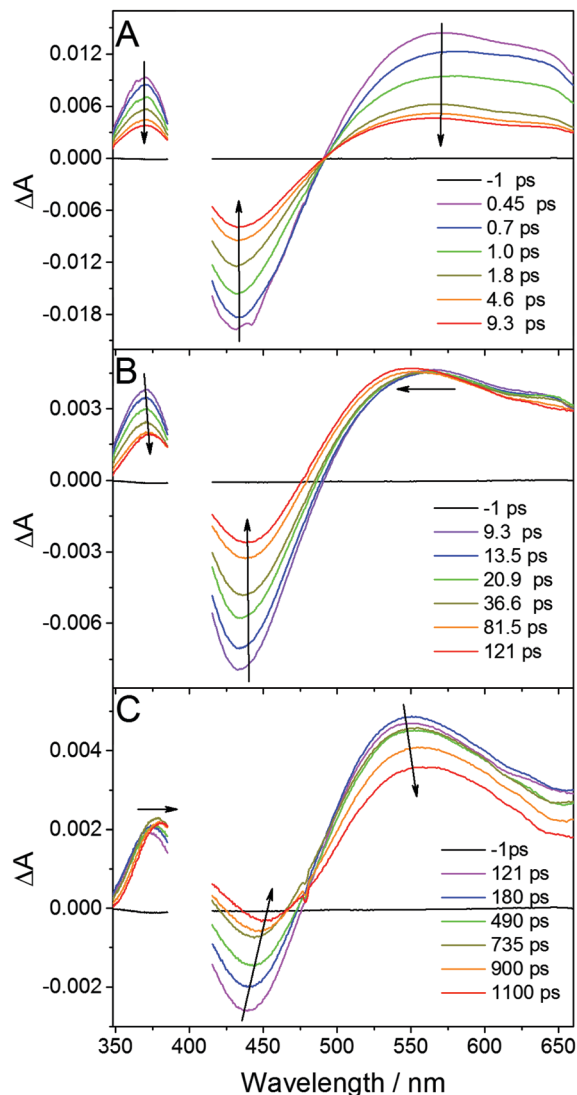 A
0.012
0.006
0.000
-0.006
-0.012
-0.018
ΔA
-1 ps
0.45 ps
0.7 ps
1.0 ps
1.8 ps
4.6 ps
9.3 ps
B
0.003
0.000
-0.003
-0.006
ΔA
-1 ps
9.3 ps
13.5 ps
20.9 ps
36.6 ps
81.5 ps
121 ps
C
0.004
0.002
0.000
-0.002
ΔA
-1ps
121 ps
180 ps
490 ps
735 ps
900 ps
1100 ps
350 400 450 500 550 600 650
Wavelength / nm